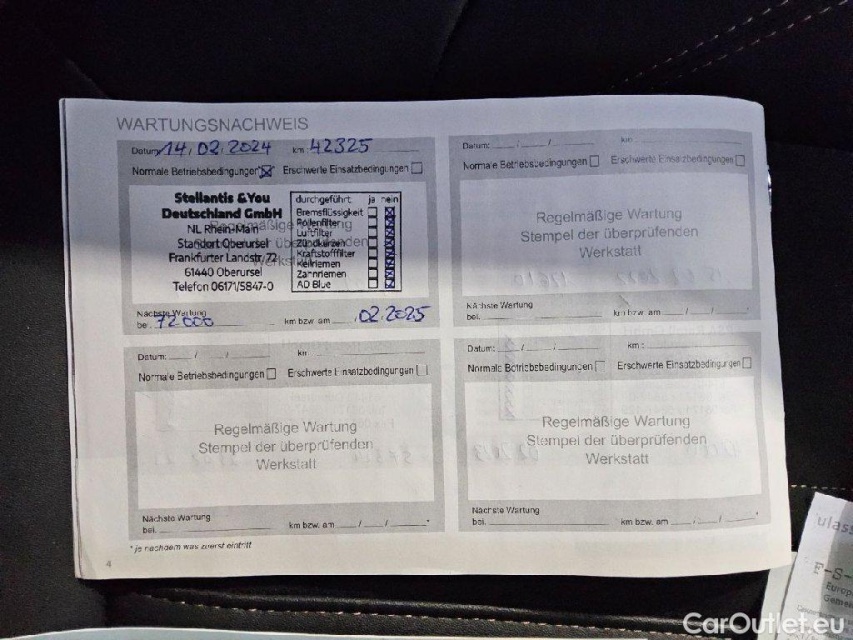 WARTUNGSNACHWEIS
Datum 14/02.2024 km 42325
Normale Betriebsbedingungen Erschwerte Einsatzbedingungen
Stellantis &You
Deutschland GmbH
NL Rhein-Main
Standort Oberursel
Frankfurter Landstr. 72
61440 Oberursel
Telefon 06171/5847-0
durchgeführt: ja nein
Bremsflüssigkeit
Pollenfilter
Luftfilter
Zündkerzen
Kraftstofffilter
Keilriemen
Zahnriemen
AD Blue
Nächste Wartung
bei 72 000 km bzw. am 02.2025
Datum: / / km
Normale Betriebsbedingungen Erschwerte Einsatzbedingungen
Regelmäßige Wartung
Stempel der überprüfenden
Werkstatt
Nächste Wartung
bei. km bzw. am / /
Datum: / / km
Normale Betriebsbedingungen Erschwerte Einsatzbedingungen
Regelmäßige Wartung
Stempel der überprüfenden
Werkstatt
Nächste Wartung
bei. km bzw. am / / *
Datum: / / km :
Normale Betriebsbedingungen Erschwerte Einsatzbedingungen
Regelmäßige Wartung
Stempel der überprüfenden
Werkstatt
Nächste Wartung
bei. km bzw. am / / *
* je nachdem was zuerst eintritt
4
ulass
F-S-
Europ
CarOutlet.eu